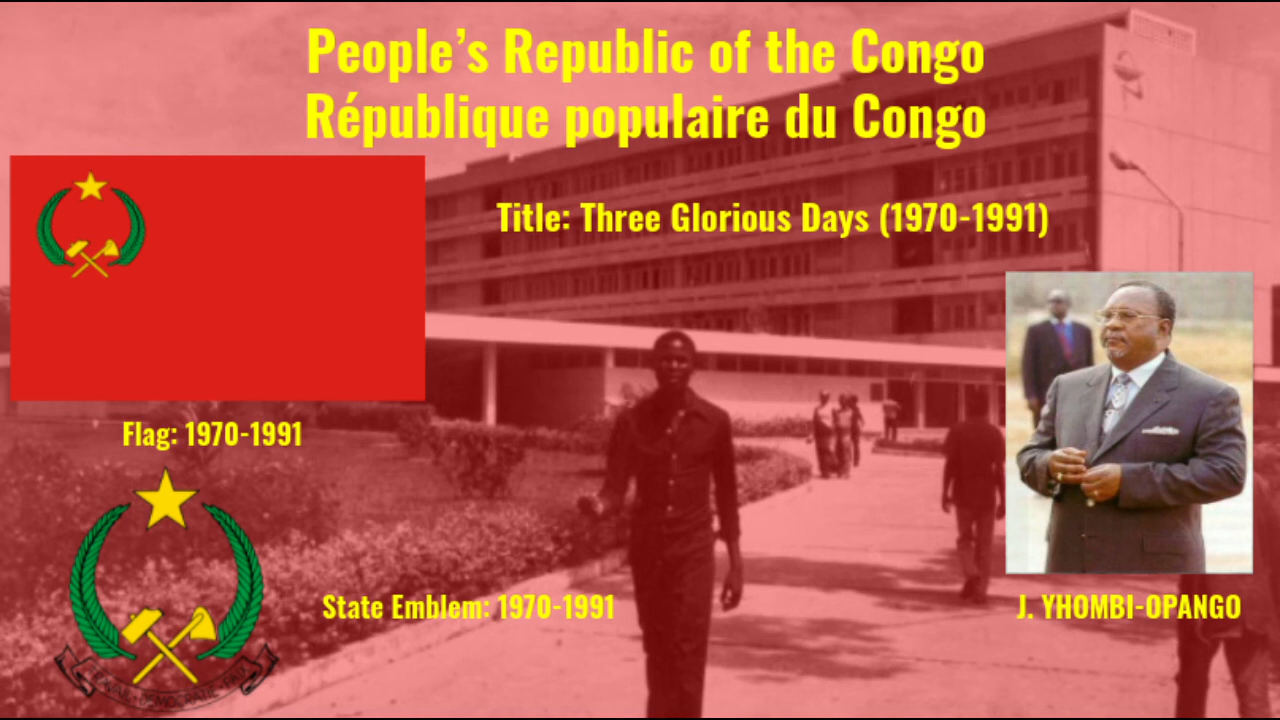 People's Republic of the Congo
République populaire du Congo
Title: Three Glorious Days (1970-1991)
Flag: 1970-1991
State Emblem: 1970-1991
J. YHOMBI-OPANGO